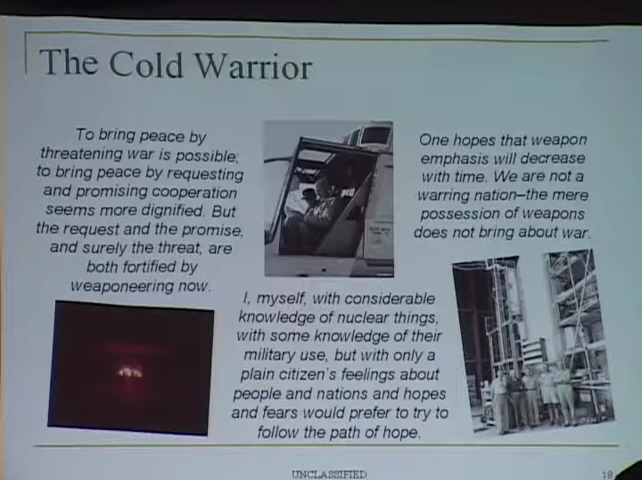 The Cold Warrior
To bring peace by
threatening war is possible;
to bring peace by requesting
and promising cooperation
seems more dignified. But
the request and the promise,
and surely the threat, are
both fortified by
weaponeering now.
One hopes that weapon
emphasis will decrease
with time. We are not a
warring nation–the mere
possession of weapons
does not bring about war.
I, myself, with considerable
knowledge of nuclear things,
with some knowledge of their
military use, but with only a
plain citizen's feelings about
people and nations and hopes
and fears would prefer to try to
follow the path of hope.
UNCLASSIFIED
18